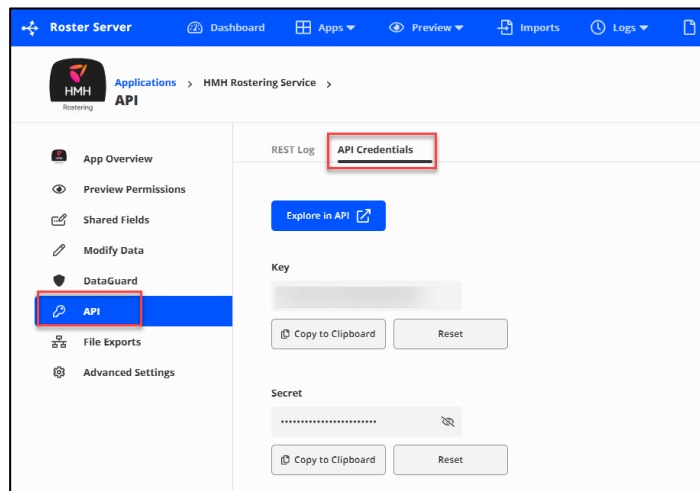 Roster Server
Dashboard
Apps
Preview
Imports
Logs
HMH
Rostering
Applications > HMH Rostering Service >
API
App Overview
Preview Permissions
Shared Fields
Modify Data
DataGuard
API
File Exports
Advanced Settings
REST Log
API Credentials
Explore in API
Key
Copy to Clipboard
Reset
Secret
••••••••••••••••••••••••
Copy to Clipboard
Reset